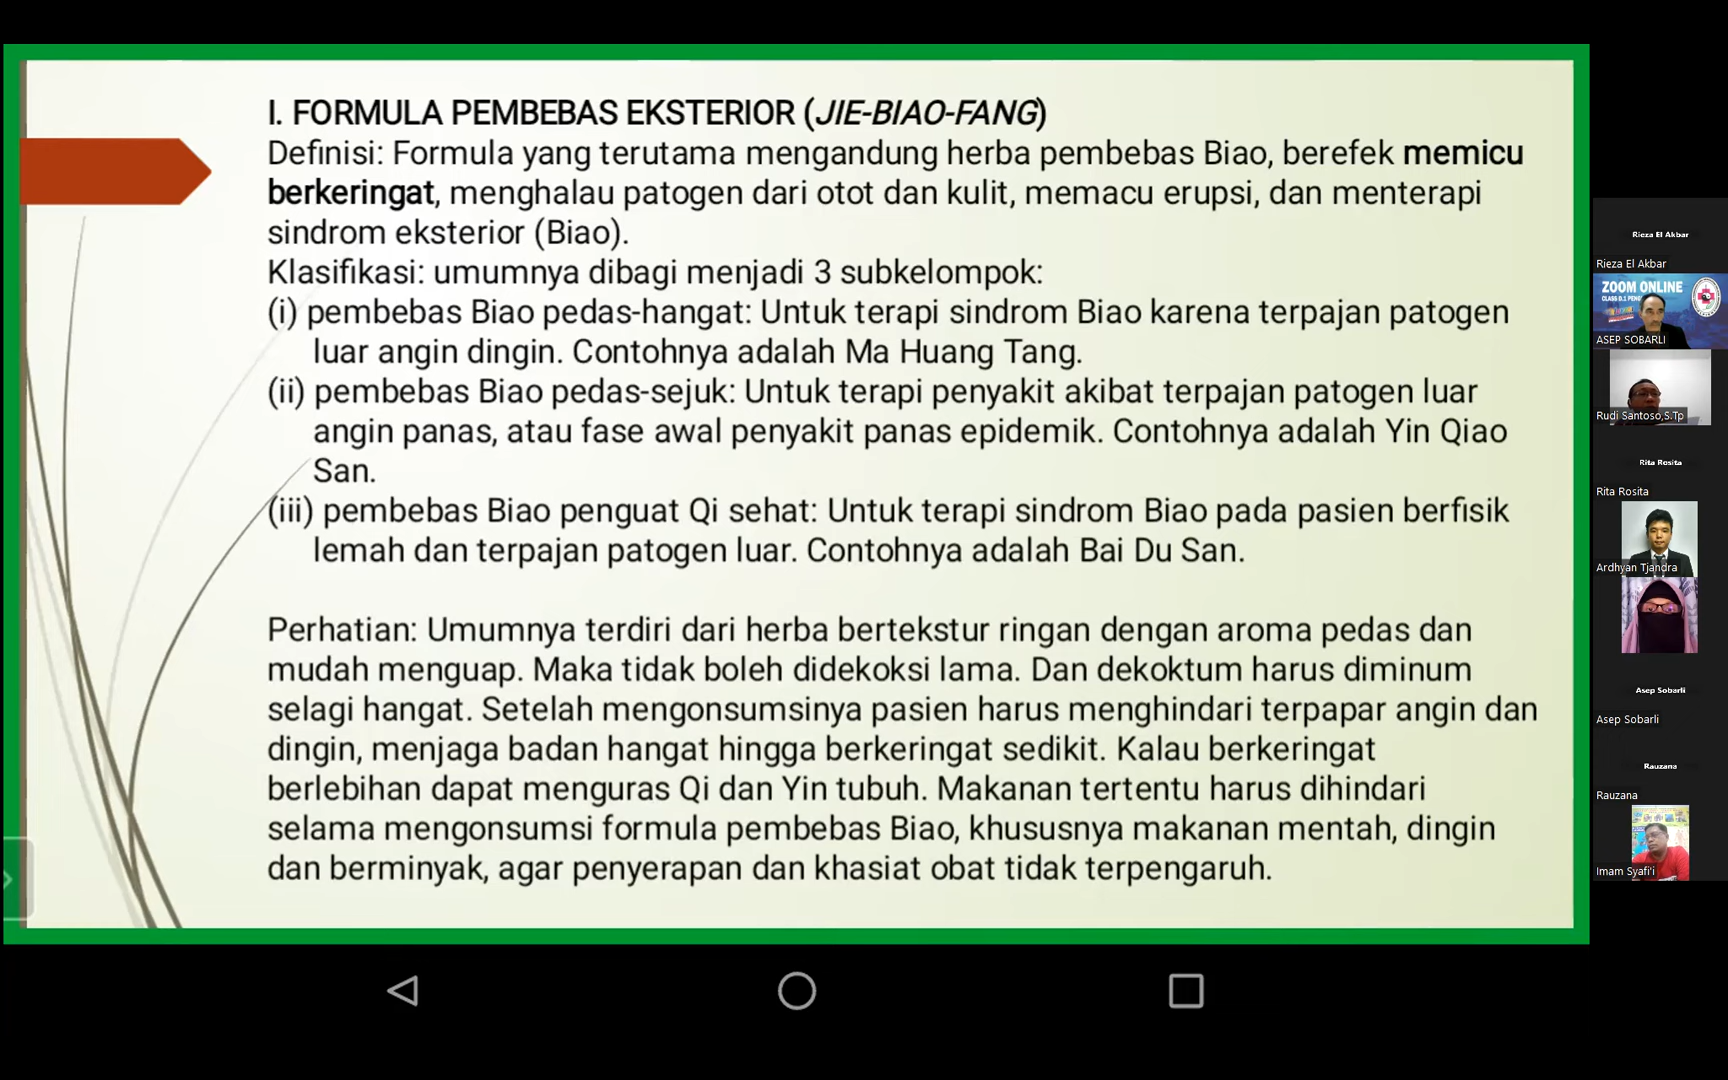 I. FORMULA PEMBEBAS EKSTERIOR (JIE-BIAO-FANG)
Definisi: Formula yang terutama mengandung herba pembebas Biao, berefek memicu
berkeringat, menghalau patogen dari otot dan kulit, memacu erupsi, dan menterapi
sindrom eksterior (Biao).
Klasifikasi: umumnya dibagi menjadi 3 subkelompok:
(i) pembebas Biao pedas-hangat: Untuk terapi sindrom Biao karena terpajan patogen
luar angin dingin. Contohnya adalah Ma Huang Tang.
(ii) pembebas Biao pedas-sejuk: Untuk terapi penyakit akibat terpajan patogen luar
angin panas, atau fase awal penyakit panas epidemik. Contohnya adalah Yin Qiao
San.
(iii) pembebas Biao penguat Qi sehat: Untuk terapi sindrom Biao pada pasien berfisik
lemah dan terpajan patogen luar. Contohnya adalah Bai Du San.
Perhatian: Umumnya terdiri dari herba bertekstur ringan dengan aroma pedas dan
mudah menguap. Maka tidak boleh didekoksi lama. Dan dekoktum harus diminum
selagi hangat. Setelah mengonsumsinya pasien harus menghindari terpapar angin dan
dingin, menjaga badan hangat hingga berkeringat sedikit. Kalau berkeringat
berlebihan dapat menguras Qi dan Yin tubuh. Makanan tertentu harus dihindari
selama mengonsumsi formula pembebas Biao, khususnya makanan mentah, dingin
dan berminyak, agar penyerapan dan khasiat obat tidak terpengaruh.
Rieza El Akbar
Rieza El Akbar
ZOOM ONLINE
ASEP SOBARLI
Rudi Santoso,S.Tp
Rita Rosita
Rita Rosita
Ardhyan Tjandra
Asep Sobarli
Asep Sobarli
Rauzana
Rauzana
Imam Syafi'i